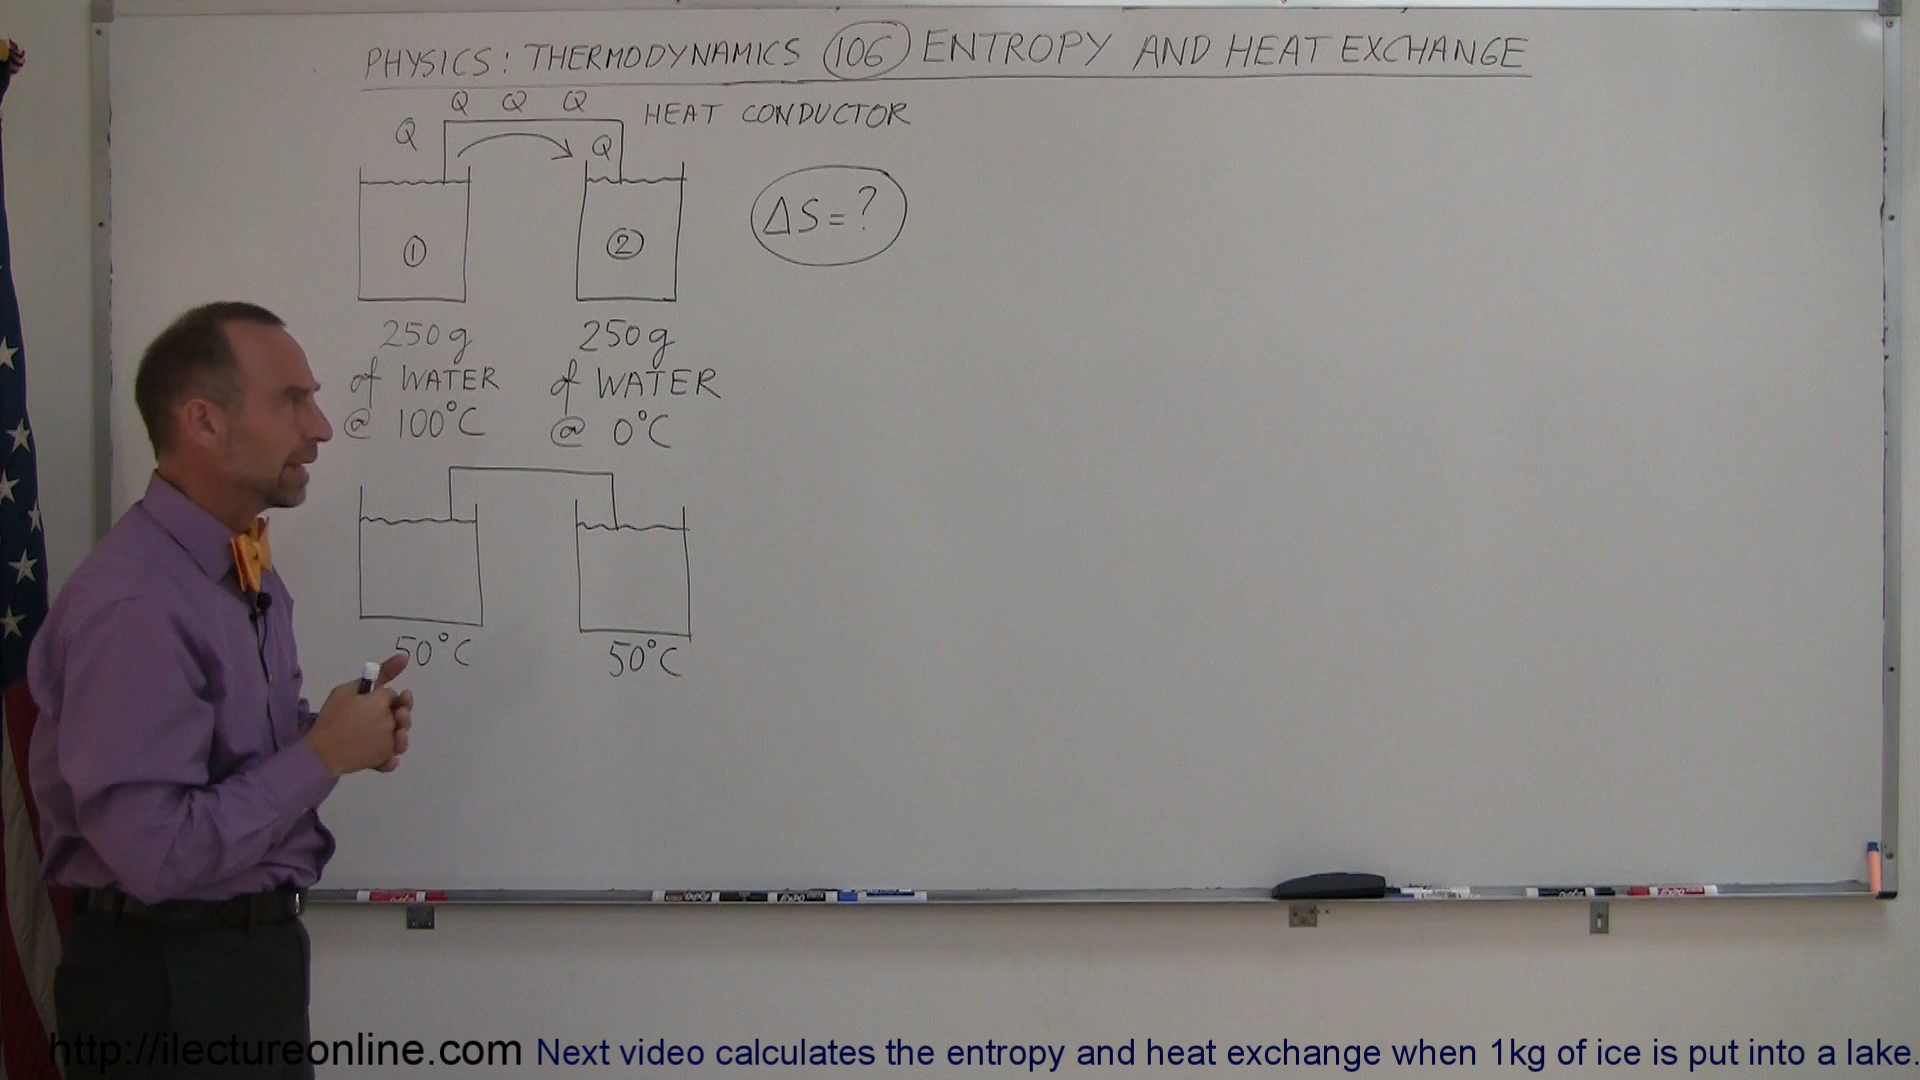 PHYSICS: THERMODYNAMICS 106 ENTROPY AND HEAT EXCHANGE
Q Q Q
HEAT CONDUCTOR
Q
Q
ΔS = ?
1
2
250g
of WATER
@ 100°C
250g
of WATER
@ 0°C
50°C
50°C
http://ilectureonline.com Next video calculates the entropy and heat exchange when 1kg of ice is put into a lake.